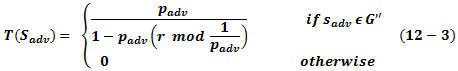 T(S_adv) = { p_adv / (1 − p_adv (r mod 1/p_adv))   if s_adv ϵ G''   (12 − 3)
0   otherwise